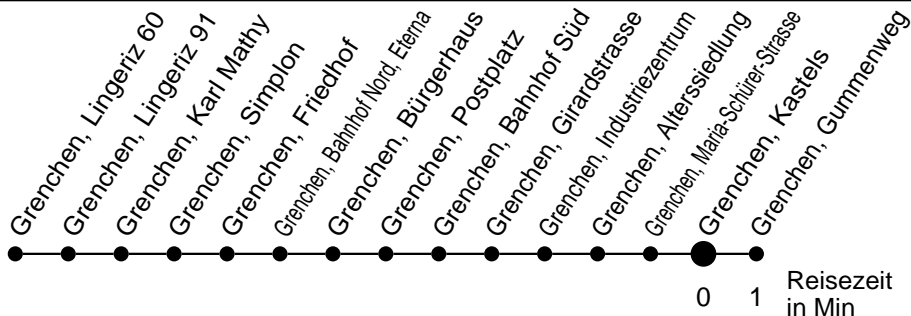 Grenchen, Lingeriz 60
Grenchen, Lingeriz 91
Grenchen, Karl Mathy
Grenchen, Simplon
Grenchen, Friedhof
Grenchen, Bahnhof Nord, Eterna
Grenchen, Bürgerhaus
Grenchen, Postplatz
Grenchen, Bahnhof Süd
Grenchen, Girardstrasse
Grenchen, Industriezentrum
Grenchen, Alterssiedlung
Grenchen, Maria-Schürer-Strasse
Grenchen, Kastels
Grenchen, Gummenweg
0 1 Reisezeit
in Min